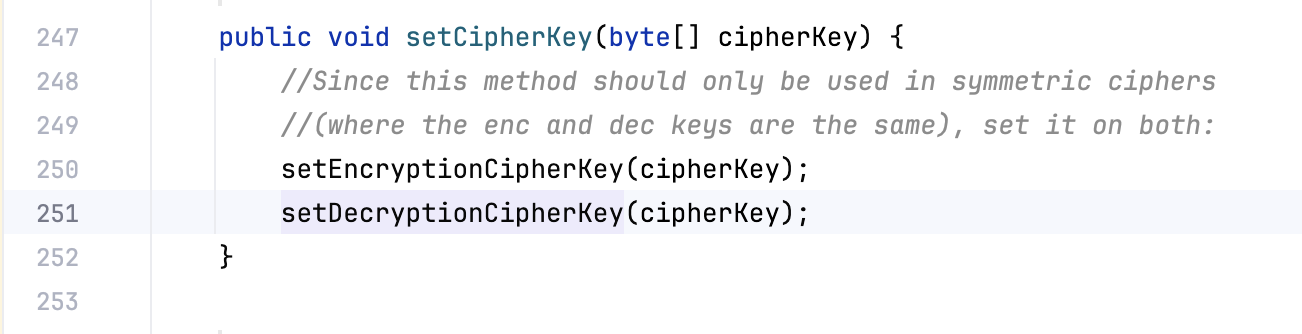 247 public void setCipherKey(byte[] cipherKey) {
248 //Since this method should only be used in symmetric ciphers
249 //(where the enc and dec keys are the same), set it on both:
250 setEncryptionCipherKey(cipherKey);
251 setDecryptionCipherKey(cipherKey);
252 }
253